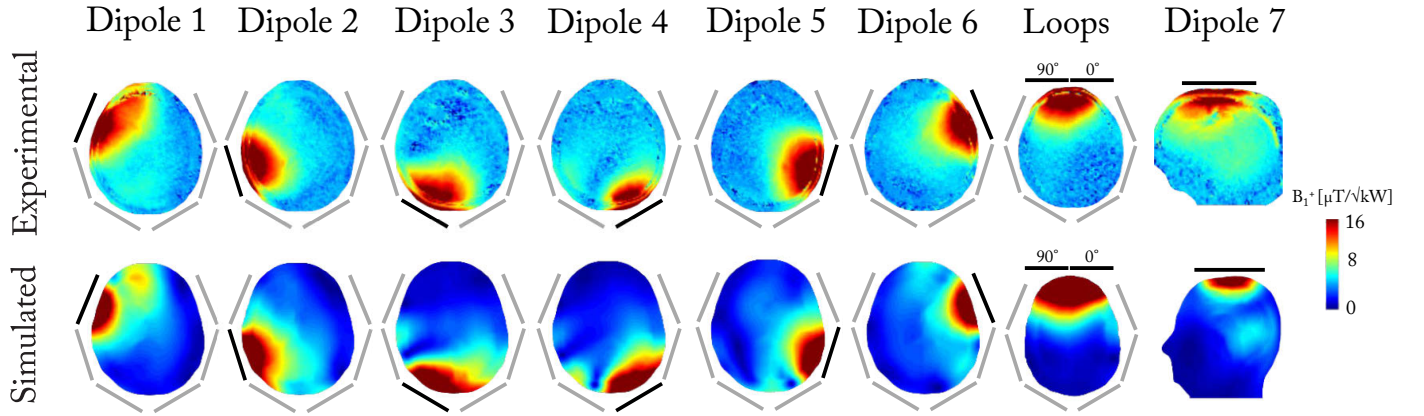 Dipole 1 Dipole 2 Dipole 3 Dipole 4 Dipole 5 Dipole 6 Loops Dipole 7
Experimental
90° 0°
B₁⁺ [μT/√kW]
16
8
0
Simulated
90° 0°